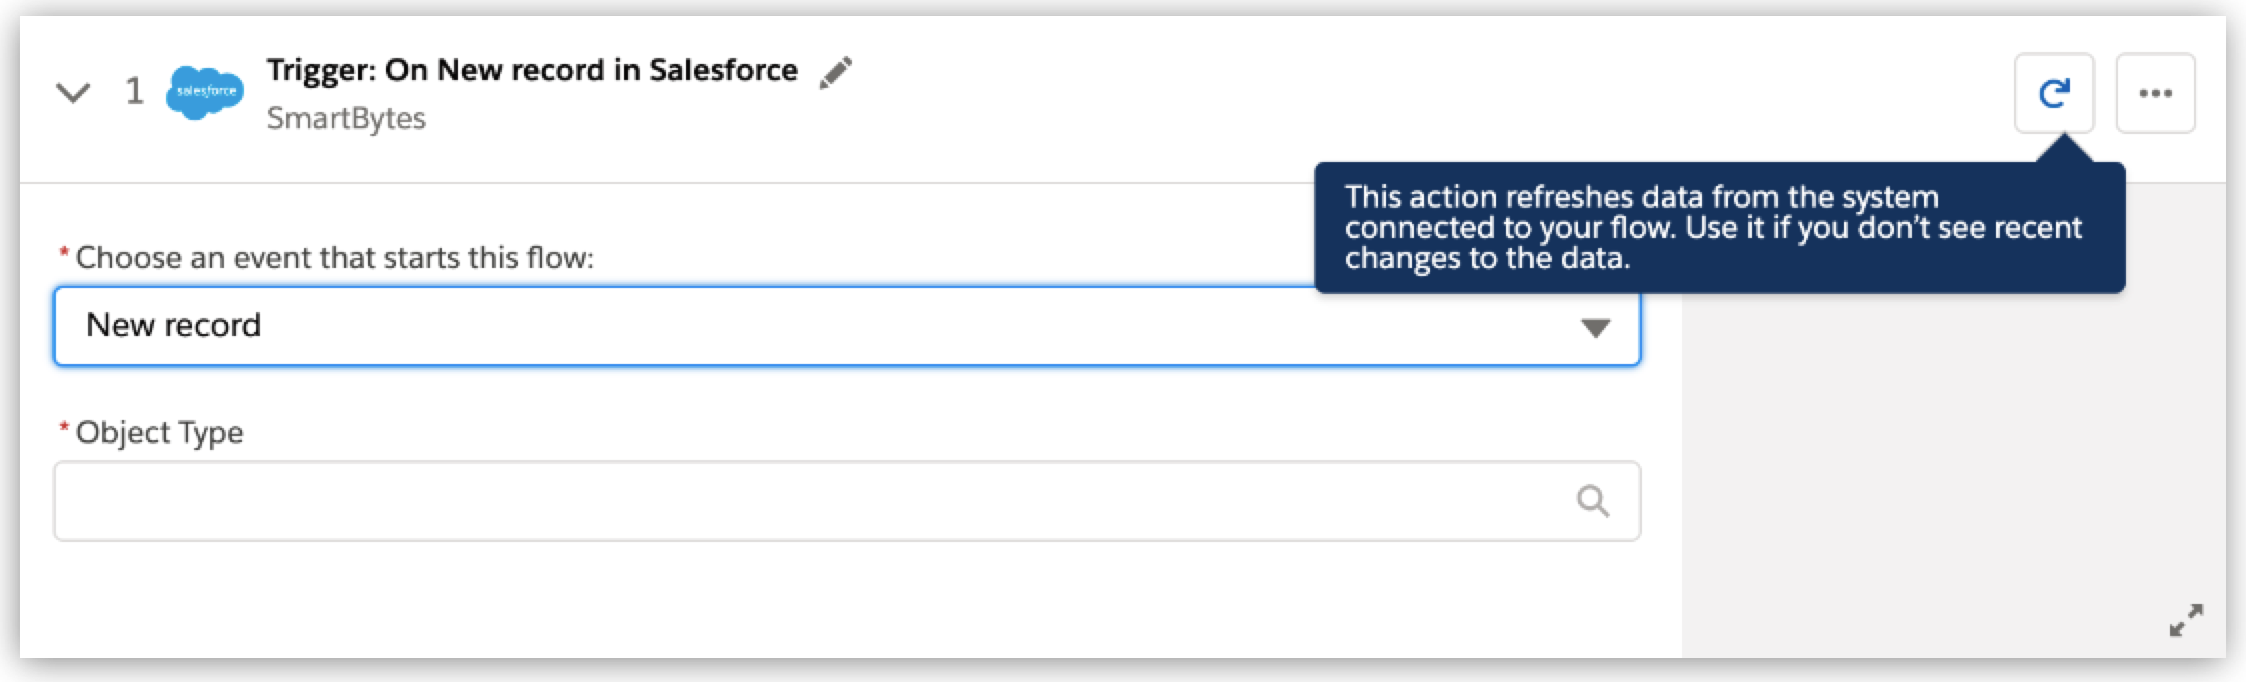 1
salesforce
Trigger: On New record in Salesforce
SmartBytes
This action refreshes data from the system
connected to your flow. Use it if you don't see recent
changes to the data.
* Choose an event that starts this flow:
New record
* Object Type